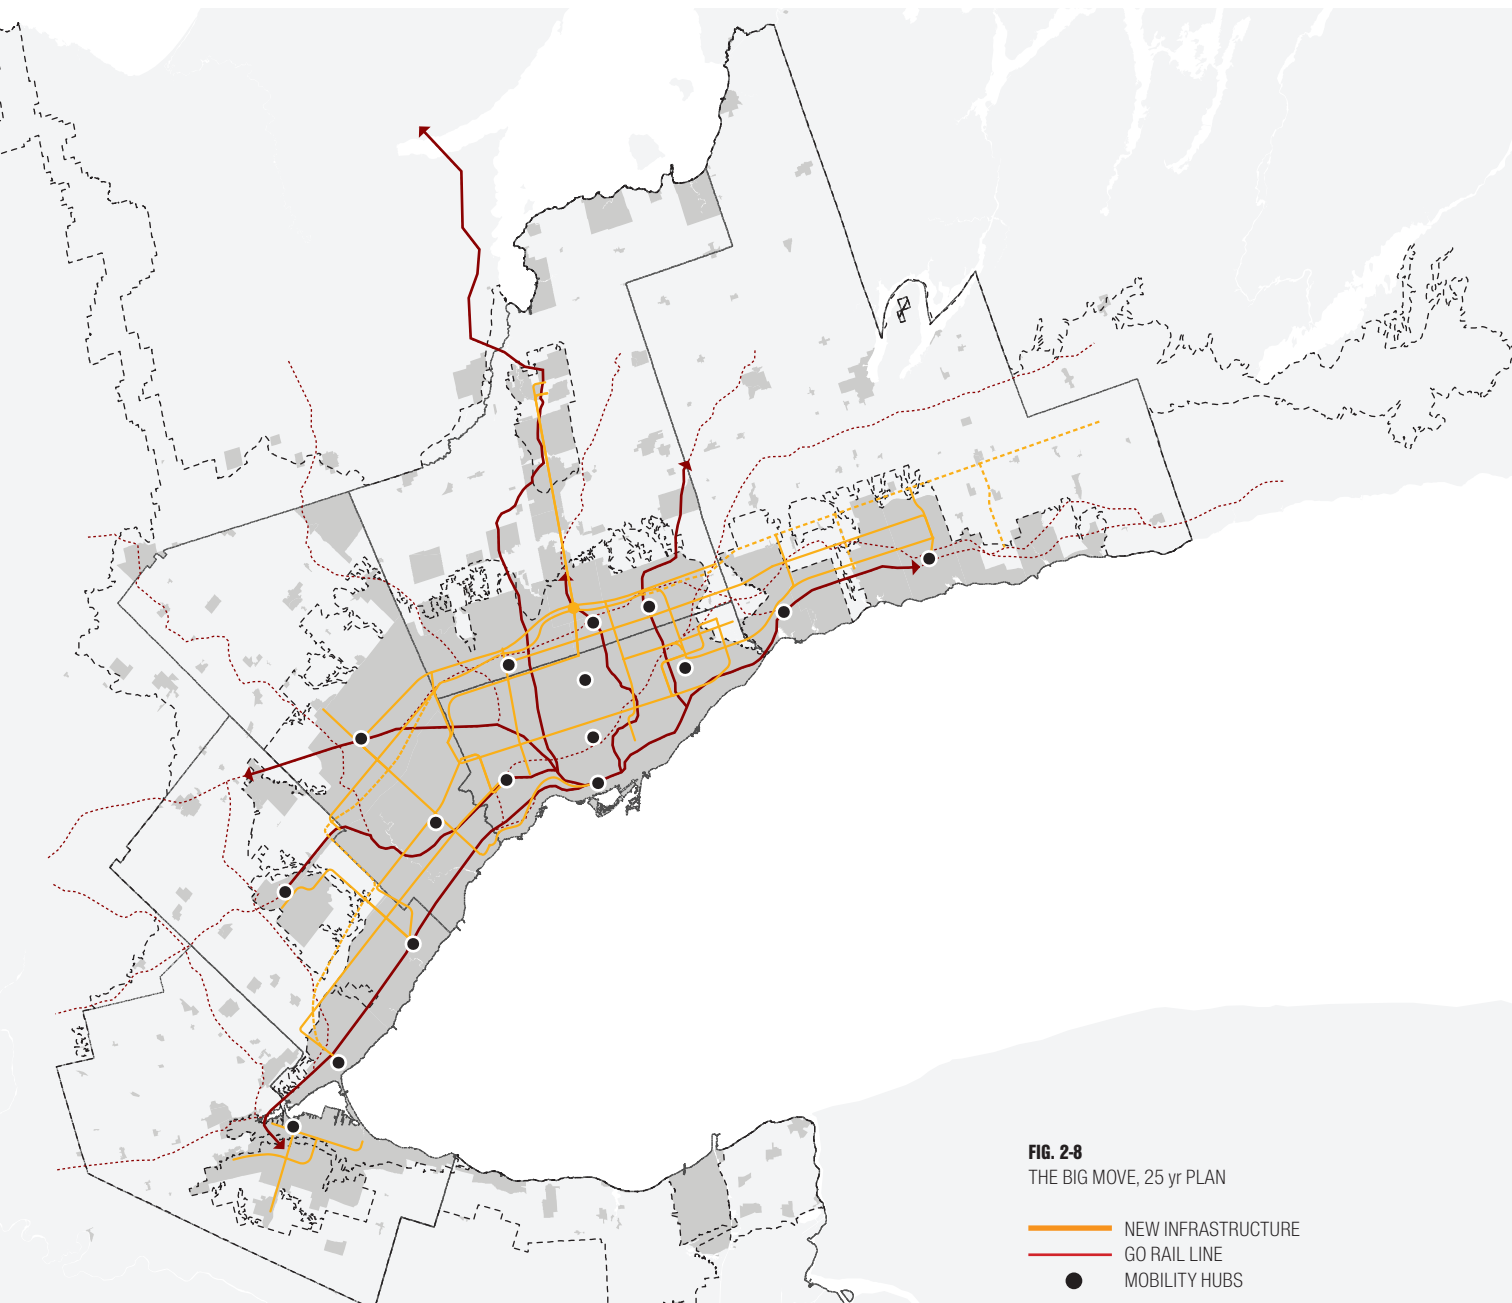 FIG. 2-8
THE BIG MOVE, 25 yr PLAN
NEW INFRASTRUCTURE
GO RAIL LINE
MOBILITY HUBS